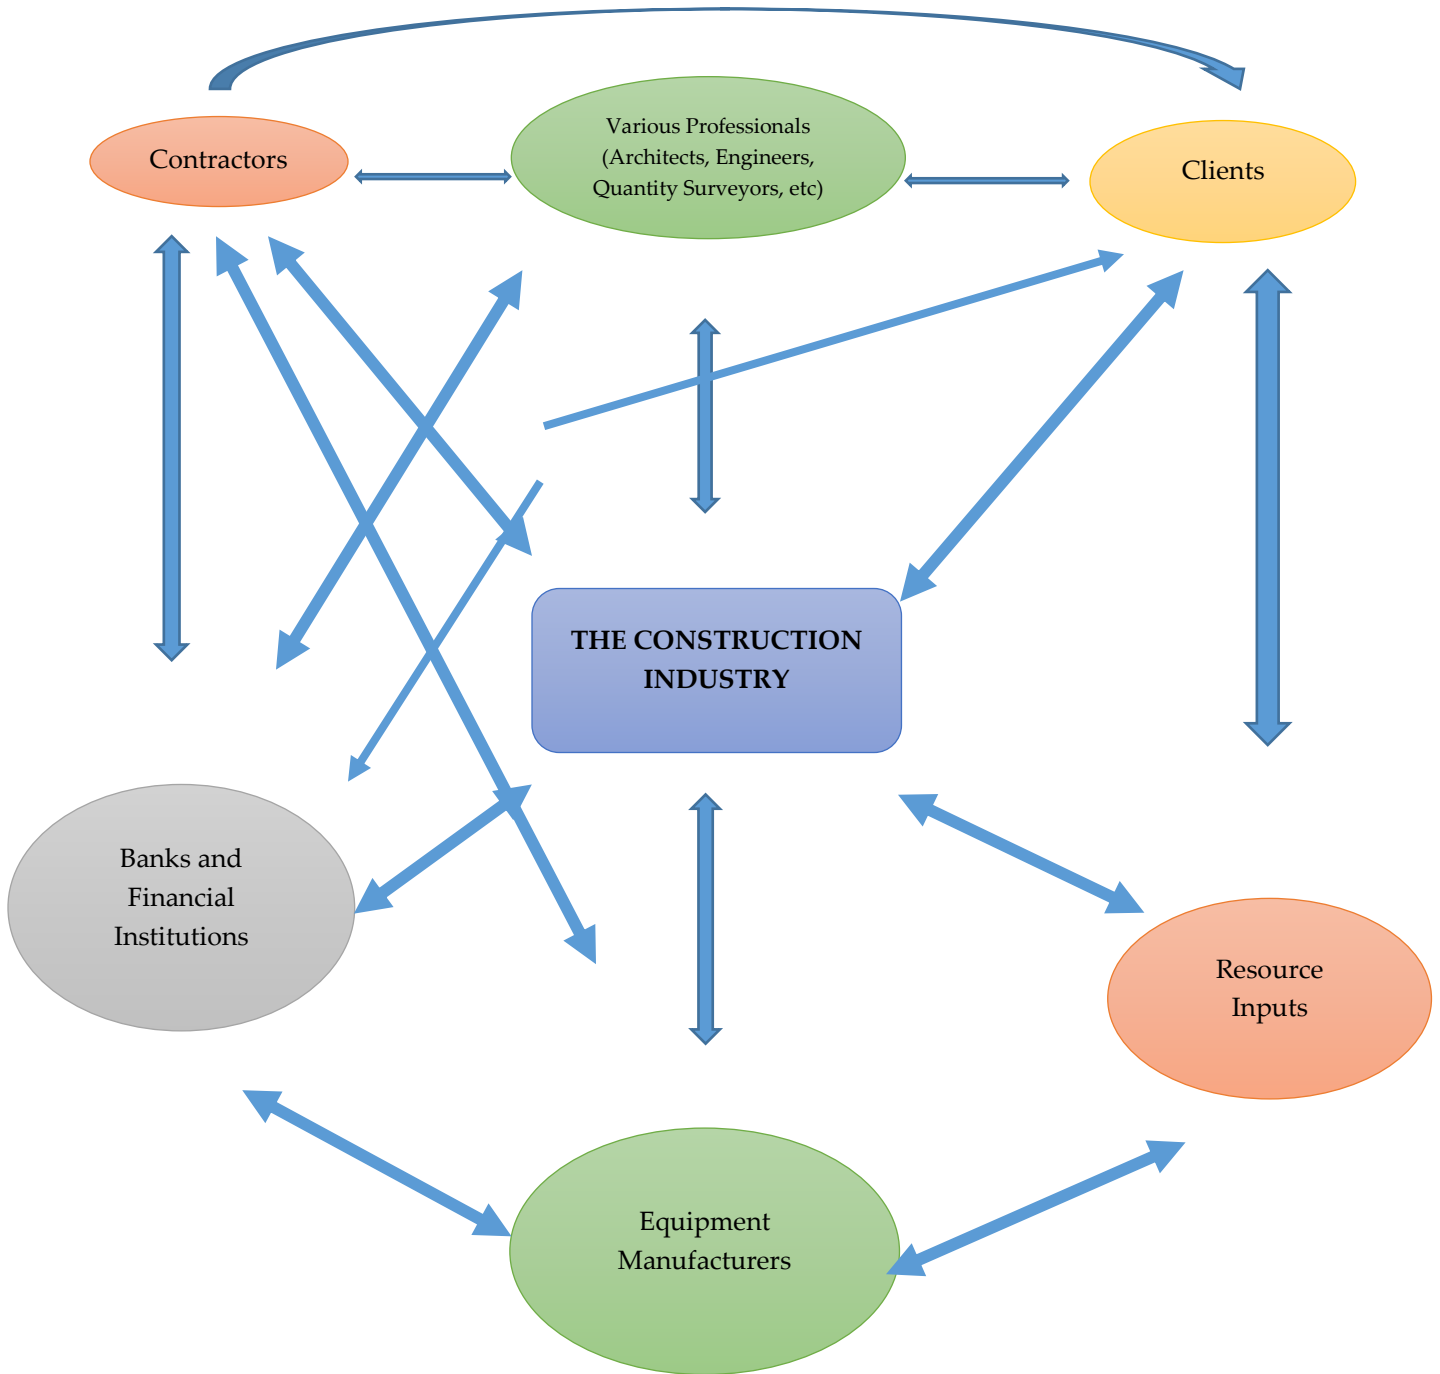 Contractors
Various Professionals
(Architects, Engineers,
Quantity Surveyors, etc)
Clients
THE CONSTRUCTION
INDUSTRY
Banks and
Financial
Institutions
Resource
Inputs
Equipment
Manufacturers